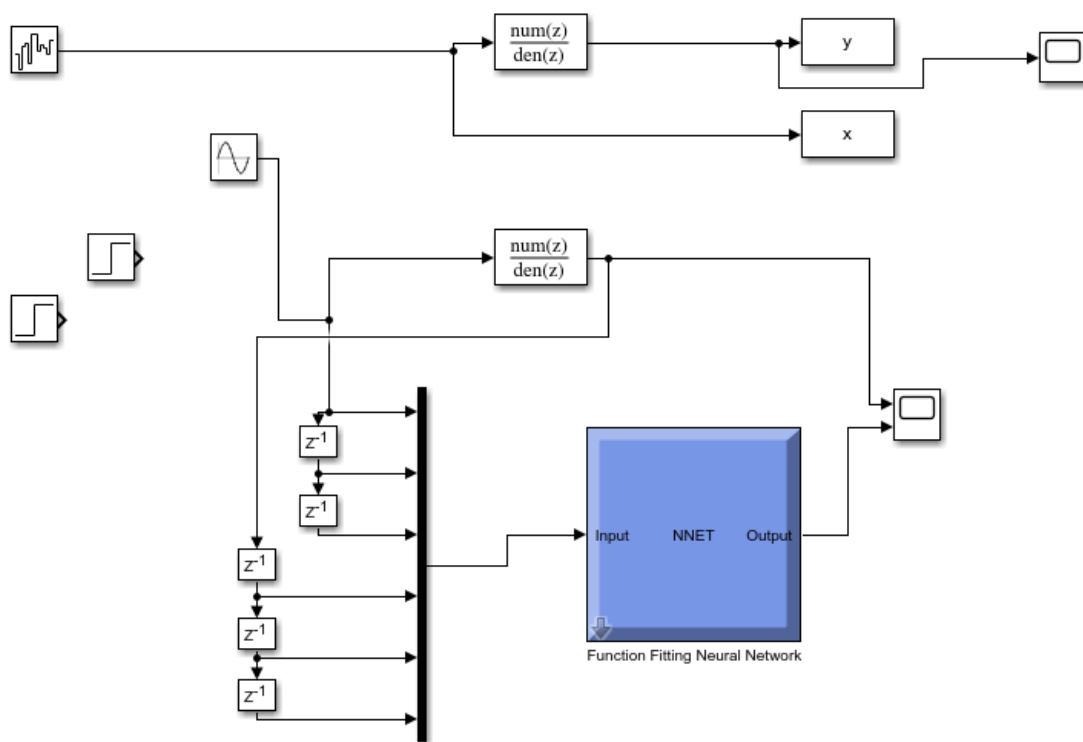 num(z)
den(z)
y
x
num(z)
den(z)
z-1
z-1
Input NNET Output
z-1
z-1
z-1
Function Fitting Neural Network